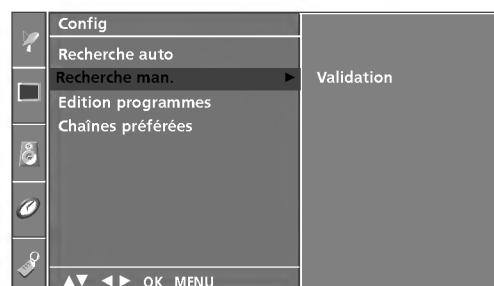 Config
Recherche auto
Recherche man. ▶ Validation
Edition programmes
Chaînes préférées
▲▼ ◀▶ OK MENU